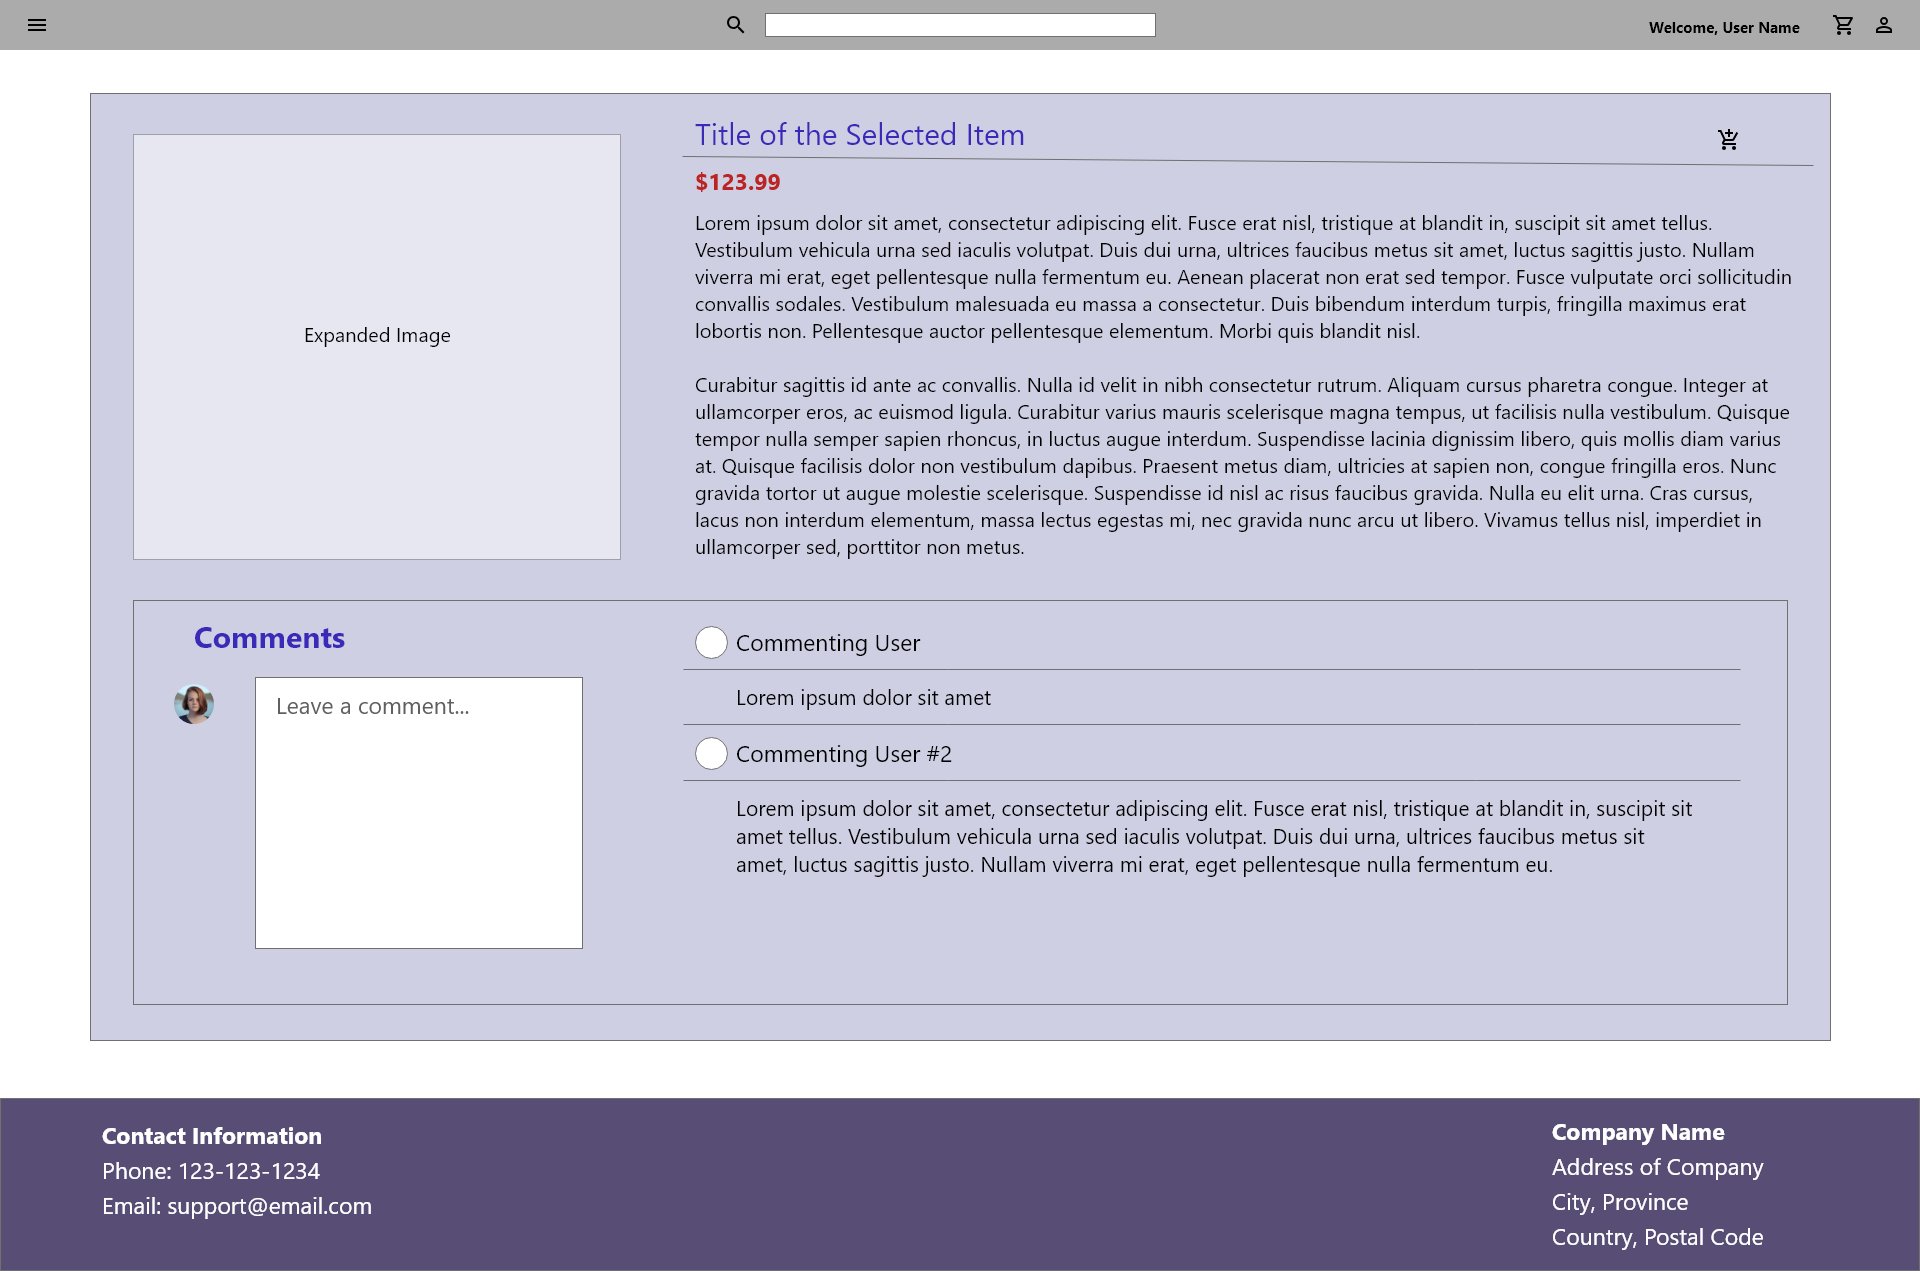 Welcome, User Name
Title of the Selected Item
$123.99
Lorem ipsum dolor sit amet, consectetur adipiscing elit. Fusce erat nisl, tristique at blandit in, suscipit sit amet tellus.
Vestibulum vehicula urna sed iaculis volutpat. Duis dui urna, ultrices faucibus metus sit amet, luctus sagittis justo. Nullam
viverra mi erat, eget pellentesque nulla fermentum eu. Aenean placerat non erat sed tempor. Fusce vulputate orci sollicitudin
convallis sodales. Vestibulum malesuada eu massa a consectetur. Duis bibendum interdum turpis, fringilla maximus erat
lobortis non. Pellentesque auctor pellentesque elementum. Morbi quis blandit nisl.
Curabitur sagittis id ante ac convallis. Nulla id velit in nibh consectetur rutrum. Aliquam cursus pharetra congue. Integer at
ullamcorper eros, ac euismod ligula. Curabitur varius mauris scelerisque magna tempus, ut facilisis nulla vestibulum. Quisque
tempor nulla semper sapien rhoncus, in luctus augue interdum. Suspendisse lacinia dignissim libero, quis mollis diam varius
at. Quisque facilisis dolor non vestibulum dapibus. Praesent metus diam, ultricies at sapien non, congue fringilla eros. Nunc
gravida tortor ut augue molestie scelerisque. Suspendisse id nisl ac risus faucibus gravida. Nulla eu elit urna. Cras cursus,
lacus non interdum elementum, massa lectus egestas mi, nec gravida nunc arcu ut libero. Vivamus tellus nisl, imperdiet in
ullamcorper sed, porttitor non metus.
Expanded Image
Comments
Leave a comment...
Commenting User
Lorem ipsum dolor sit amet
Commenting User #2
Lorem ipsum dolor sit amet, consectetur adipiscing elit. Fusce erat nisl, tristique at blandit in, suscipit sit
amet tellus. Vestibulum vehicula urna sed iaculis volutpat. Duis dui urna, ultrices faucibus metus sit
amet, luctus sagittis justo. Nullam viverra mi erat, eget pellentesque nulla fermentum eu.
Contact Information
Phone: 123-123-1234
Email: support@email.com
Company Name
Address of Company
City, Province
Country, Postal Code